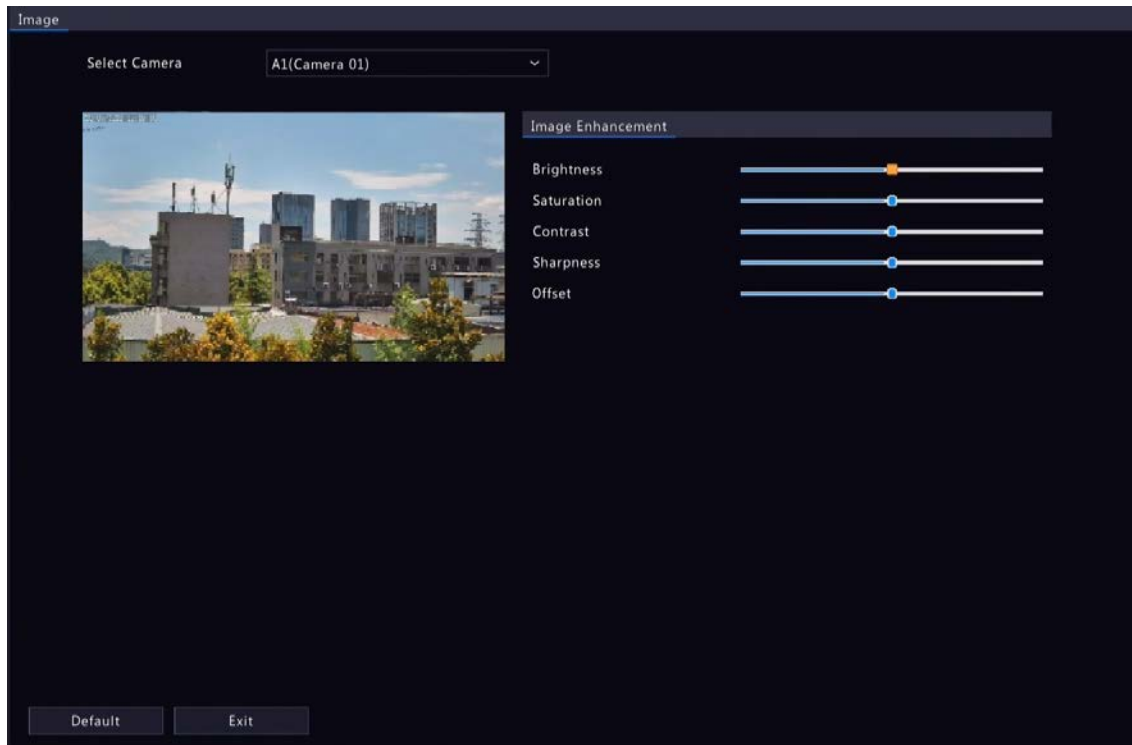 Image
Select Camera A1(Camera 01)
Image Enhancement
Brightness
Saturation
Contrast
Sharpness
Offset
Default Exit